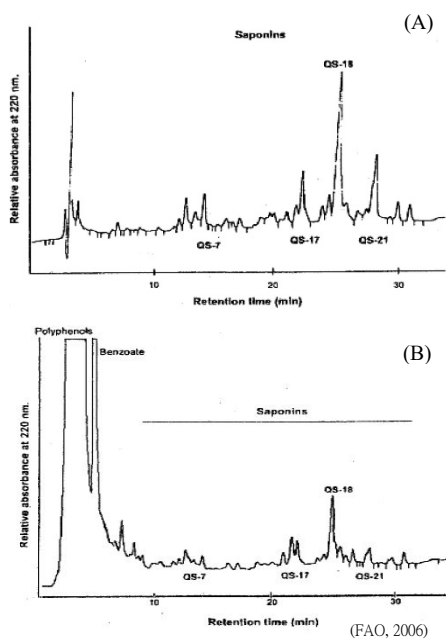 (A)
Saponins
QS-18
Relative absorbance at 220 nm.
QS-7
QS-17
QS-21
10
20
30
Retention time (min)
(B)
Polyphenols
Benzoate
Saponins
Relative absorbance at 220 nm.
QS-18
QS-7
QS-17
QS-21
10
20
30
Retention time (min)
(FAO, 2006)